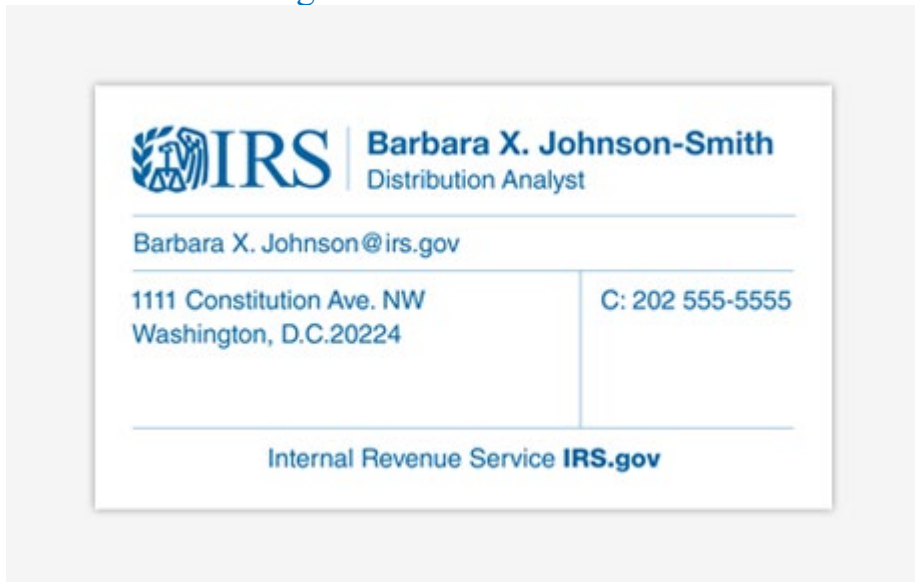 IRS
Barbara X. Johnson-Smith
Distribution Analyst
Barbara X. Johnson@irs.gov
1111 Constitution Ave. NW
Washington, D.C.20224
C: 202 555-5555
Internal Revenue Service IRS.gov